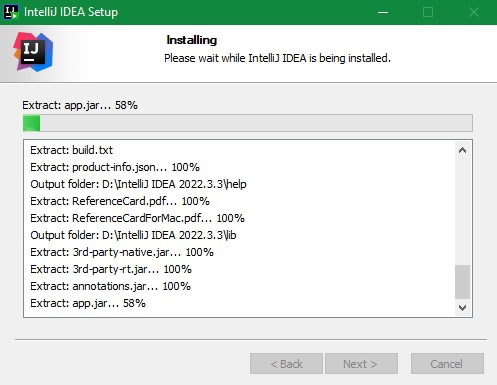 IntelliJ IDEA Setup
IJ
Installing
Please wait while IntelliJ IDEA is being installed.
Extract: app.jar... 58%
Extract: build.txt
Extract: product-info.json... 100%
Output folder: D:\IntelliJ IDEA 2022.3.3\help
Extract: ReferenceCard.pdf... 100%
Extract: ReferenceCardForMac.pdf... 100%
Output folder: D:\IntelliJ IDEA 2022.3.3\lib
Extract: 3rd-party-native.jar... 100%
Extract: 3rd-party-rt.jar... 100%
Extract: annotations.jar... 100%
Extract: app.jar... 58%
< Back Next > Cancel